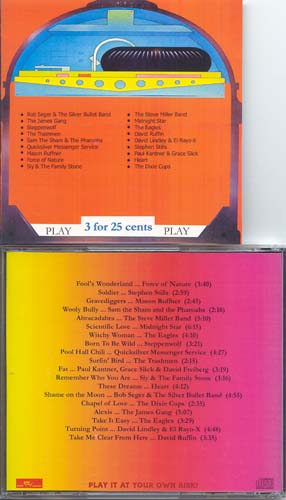 Bob Seger & The Silver Bullet Band
The James Gang
Steppenwolf
The Trashmen
Sam The Sham & The Pharoahs
Quicksilver Messenger Service
Mason Ruffner
Force of Nature
Sly & The Family Stone
The Steve Miller Band
Midnight Star
The Eagles
David Ruffin
David Lindley & El Rayo-X
Stephen Stills
Paul Kantner & Grace Slick
Heart
The Dixie Cups
PLAY 3 for 25 cents PLAY
Fool's Wonderland ... Force of Nature (3:40)
Soldier ... Stephen Stills (2:59)
Gravediggers ... Mason Ruffner (2:45)
Wooly Bully ... Sam the Sham and the Pharoahs (2:16)
Abracadabra ... The Steve Miller Band (5:10)
Scientific Love ... Midnight Star (6:35)
Witchy Woman ... The Eagles (4:10)
Born To Be Wild ... Steppenwolf (3:21)
Pool Hall Chili ... Quicksilver Messenger Service (4:27)
Surfin' Bird ... The Trashmen (2:15)
Fat ... Paul Kantner, Grace Slick & David Freiberg (3:19)
Remember Who You Are ... Sly & The Family Stone (3:16)
These Dreams ... Heart (4:12)
Shame on the Moon ... Bob Seger & The Silver Bullet Band (4:51)
Chapel of Love ... The Dixie Cups (2:35)
Alexis ... The James Gang (5:07)
Take It Easy ... The Eagles (3:29)
Turning Point ... David Lindley & El Rayo-X (4:48)
Take Me Clear From Here ... David Ruffin (3:35)
PLAY IT AT YOUR OWN RISK!